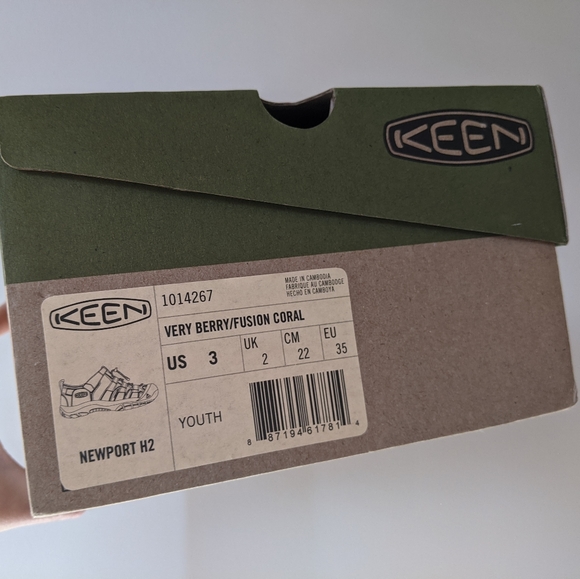 KEEN
KEEN
1014267
MADE IN CAMBODIA
FABRIQUE AU CAMBODGE
HECHO EN CAMBOYA
VERY BERRY/FUSION CORAL
US 3
UK 2
CM 22
EU 35
YOUTH
NEWPORT H2
8 87194 61781 4